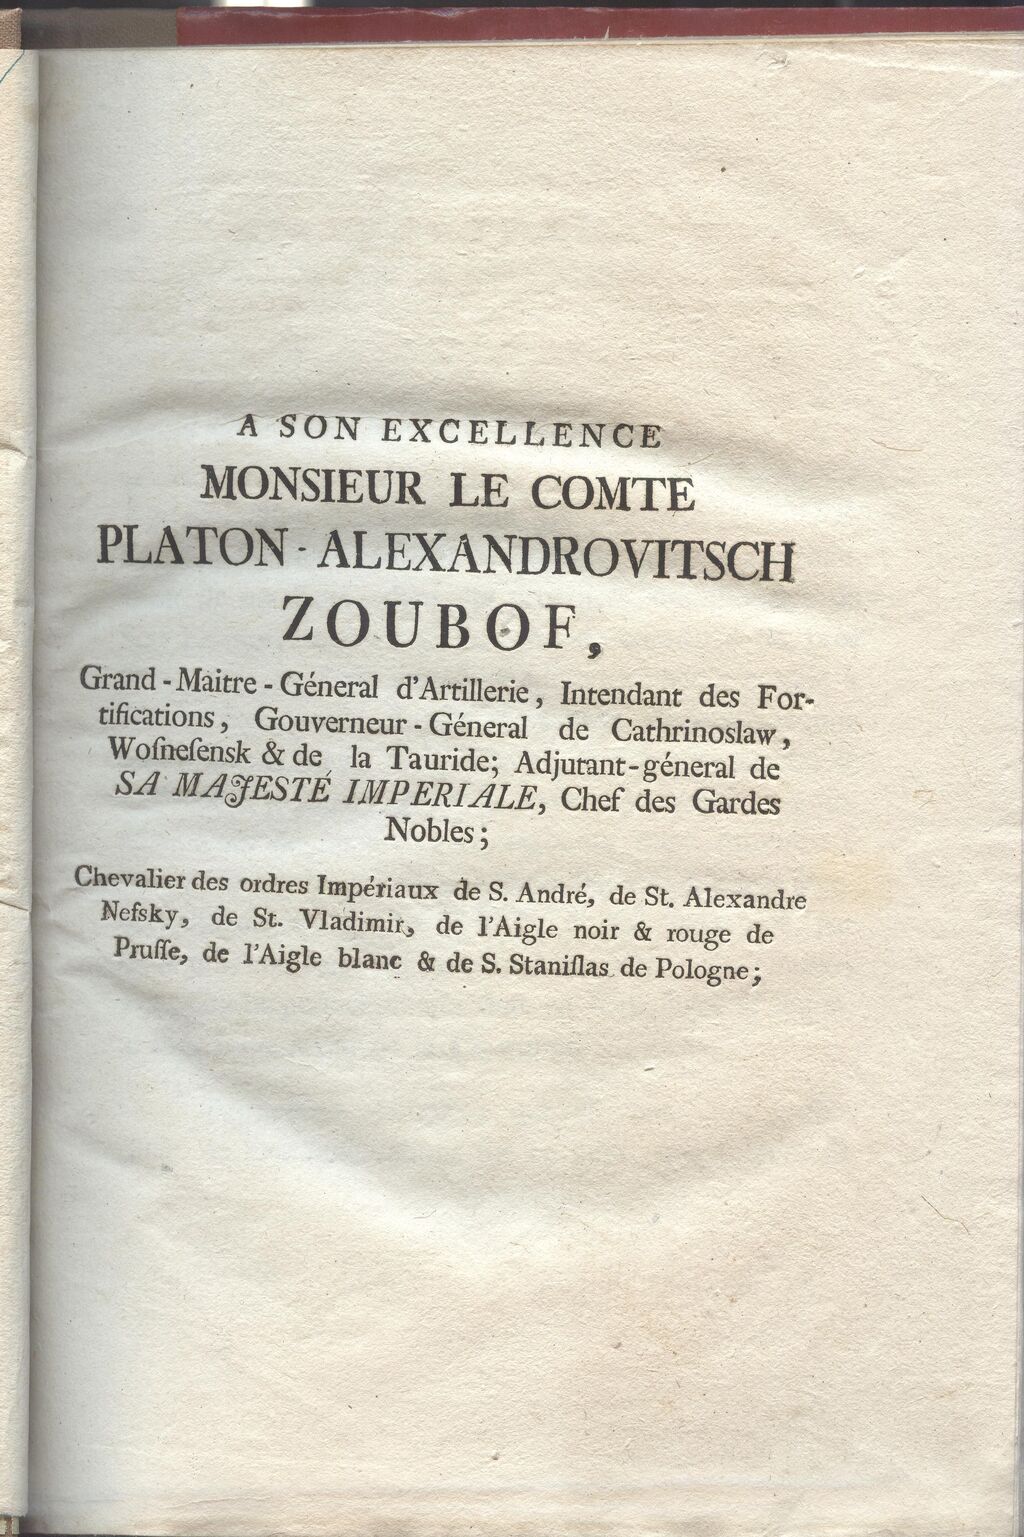 A SON EXCELLENCE
MONSIEUR LE COMTE
PLATON - ALEXANDROVITSCH
ZOUBOF,
Grand - Maitre - Géneral d'Artillerie, Intendant des For-
tifications, Gouverneur - Géneral de Cathrinoslaw,
Woſneſensk & de la Tauride; Adjutant-géneral de
SA MAJESTÉ IMPERIALE, Chef des Gardes
Nobles;
Chevalier des ordres Impériaux de S. André, de St. Alexandre
Nefsky, de St. Vladimir, de l'Aigle noir & rouge de
Pruſſe, de l'Aigle blanc & de S. Staniſlas de Pologne;